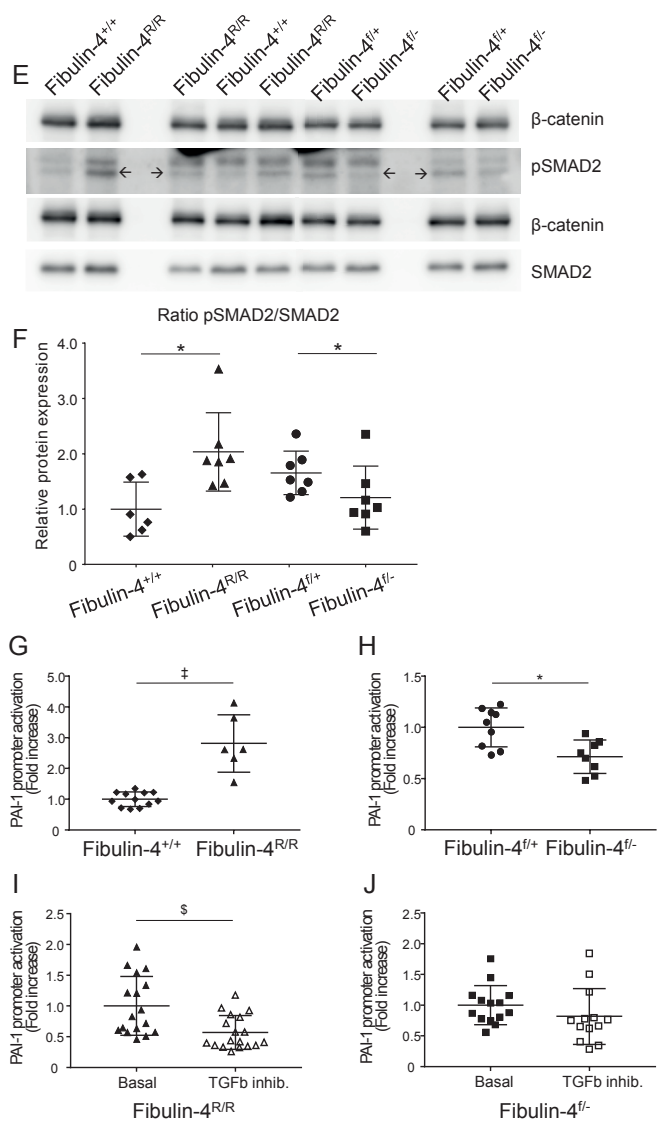 E
Fibulin-4+/+ Fibulin-4R/R Fibulin-4R/R Fibulin-4+/+ Fibulin-4R/R Fibulin-4f/+ Fibulin-4f/- Fibulin-4f/+ Fibulin-4f/-
β-catenin
← → ← → pSMAD2
β-catenin
SMAD2
Ratio pSMAD2/SMAD2
F
Relative protein expression
4.0
3.0
2.0
1.0
0
* *
Fibulin-4+/+ Fibulin-4R/R Fibulin-4f/+ Fibulin-4f/-
G
PAI-1 promoter activation
(Fold increase)
5.0
4.0
3.0
2.0
1.0
0
‡
Fibulin-4+/+ Fibulin-4R/R
H
PAI-1 promoter activation
(Fold increase)
1.5
1.0
0.5
0
*
Fibulin-4f/+ Fibulin-4f/-
I
PAI-1 promoter activation
(Fold increase)
2.5
2.0
1.5
1.0
0.5
0
$
Basal TGFb inhib.
Fibulin-4R/R
J
PAI-1 promoter activation
(Fold increase)
2.5
2.0
1.5
1.0
0.5
0
Basal TGFb inhib.
Fibulin-4f/-